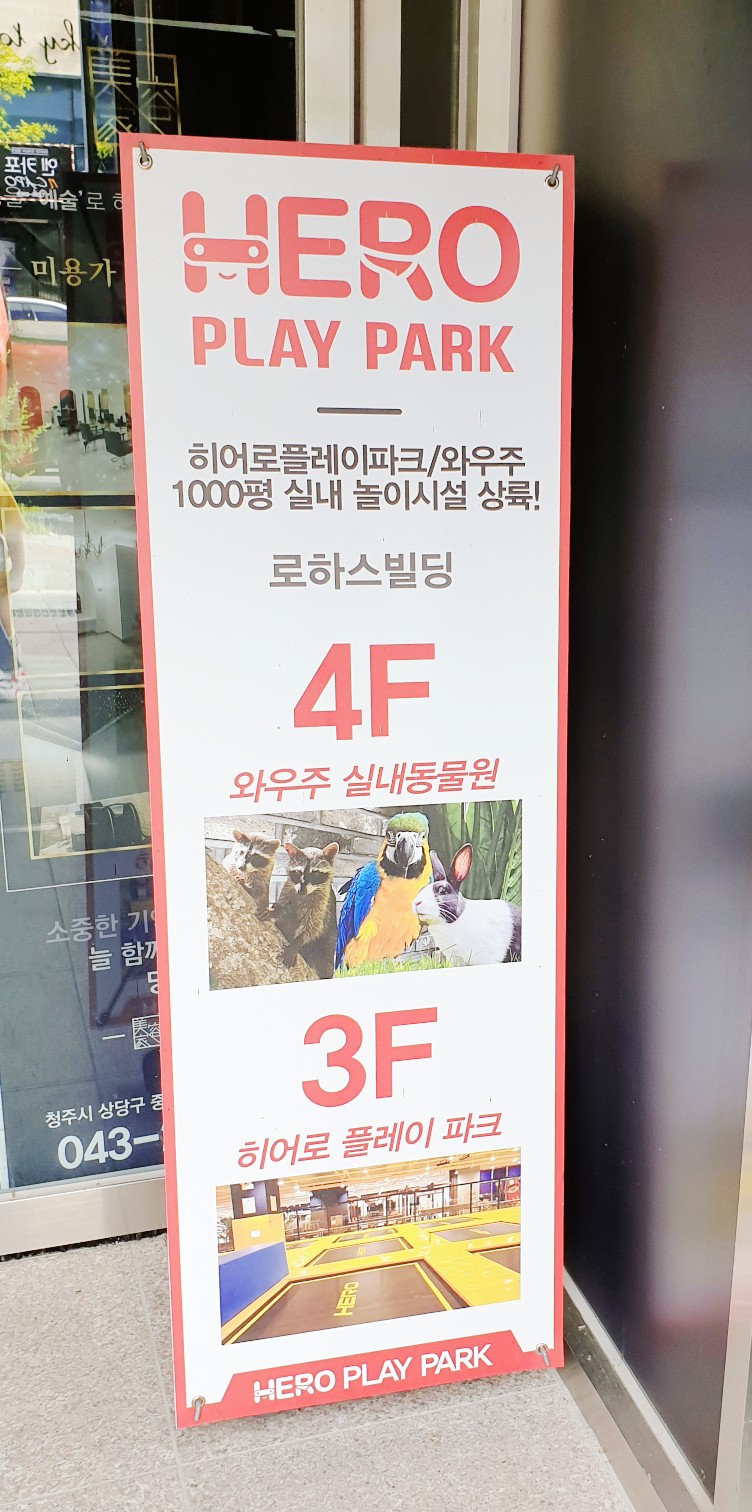 HERO
PLAY PARK
히어로플레이파크/와우주
1000평 실내 놀이시설 상륙!
로하스빌딩
4F
와우주 실내동물원
3F
히어로 플레이 파크
HERO
HERO PLAY PARK
미용가
소중한
늘 함께
청주시 상당구
043-